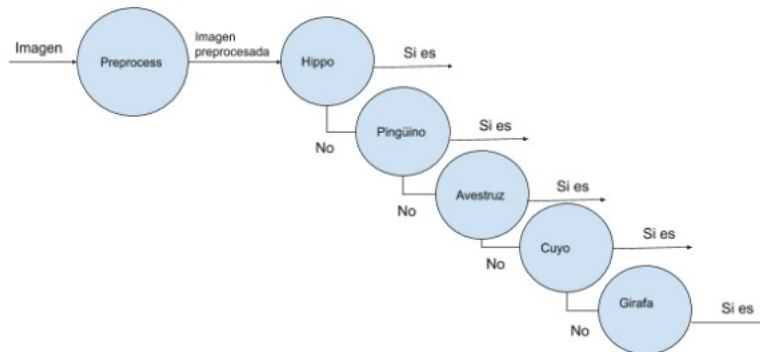 Imagen
Preprocess
Imagen
preprocesada
Hippo
Si es
No
Pingüino
Si es
No
Avestruz
Si es
No
Cuyo
Si es
No
Girafa
Si es